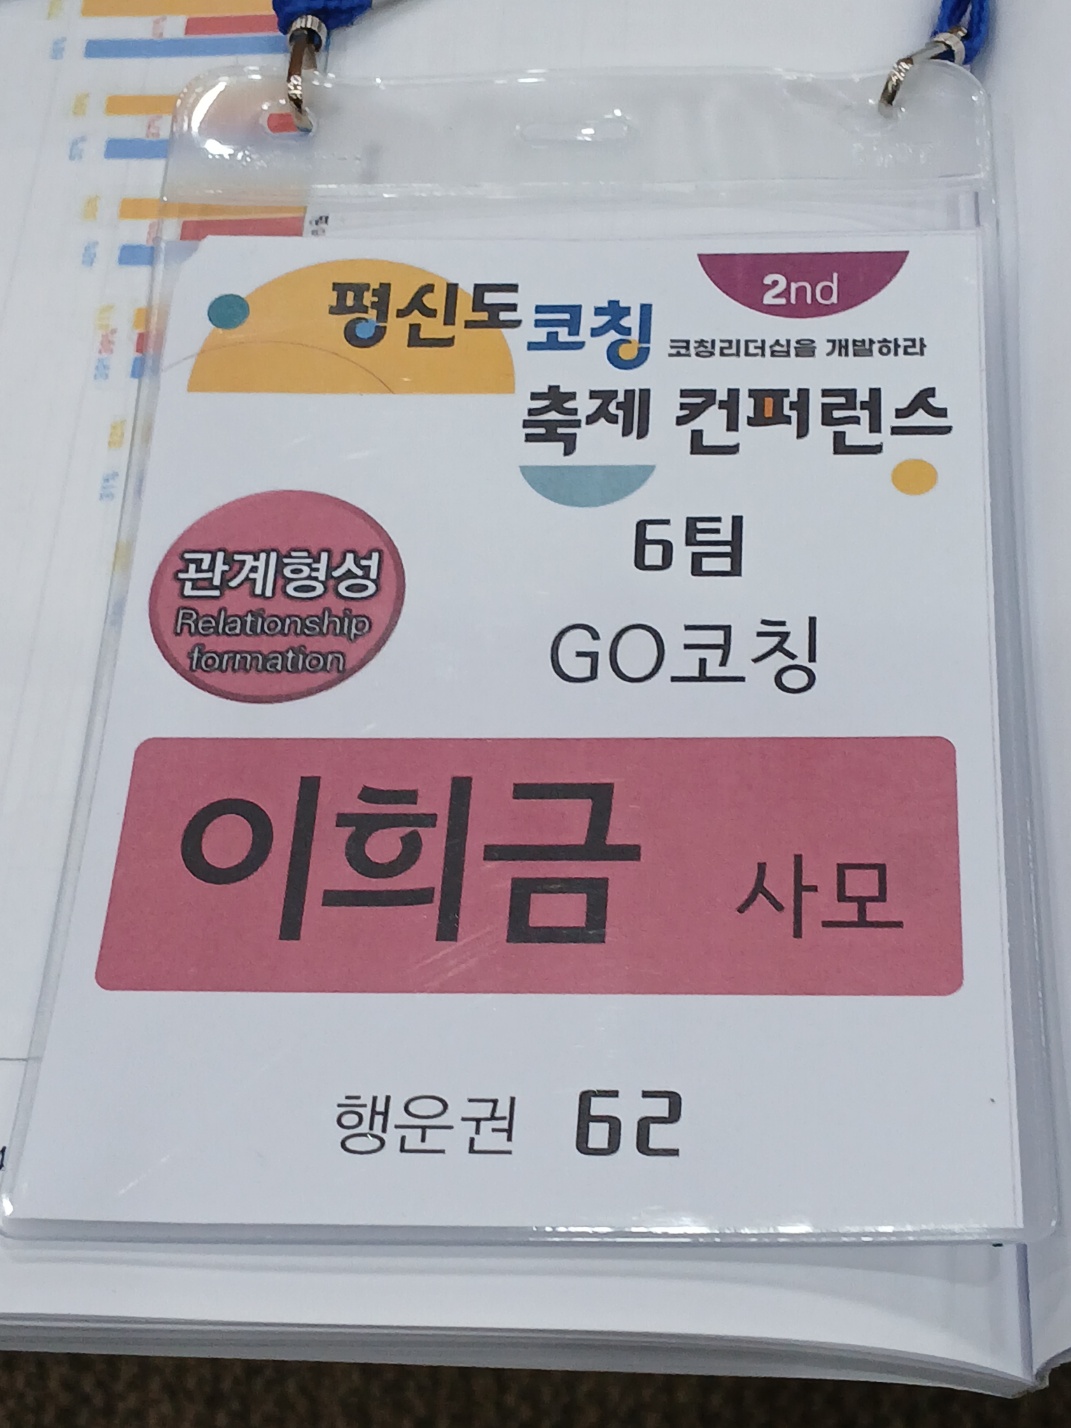 2nd
평신도코칭
코칭리더십을 개발하라
축제 컨퍼런스
관계형성
Relationship
formation
6팀
GO코칭
이희금 사모
행운권 62